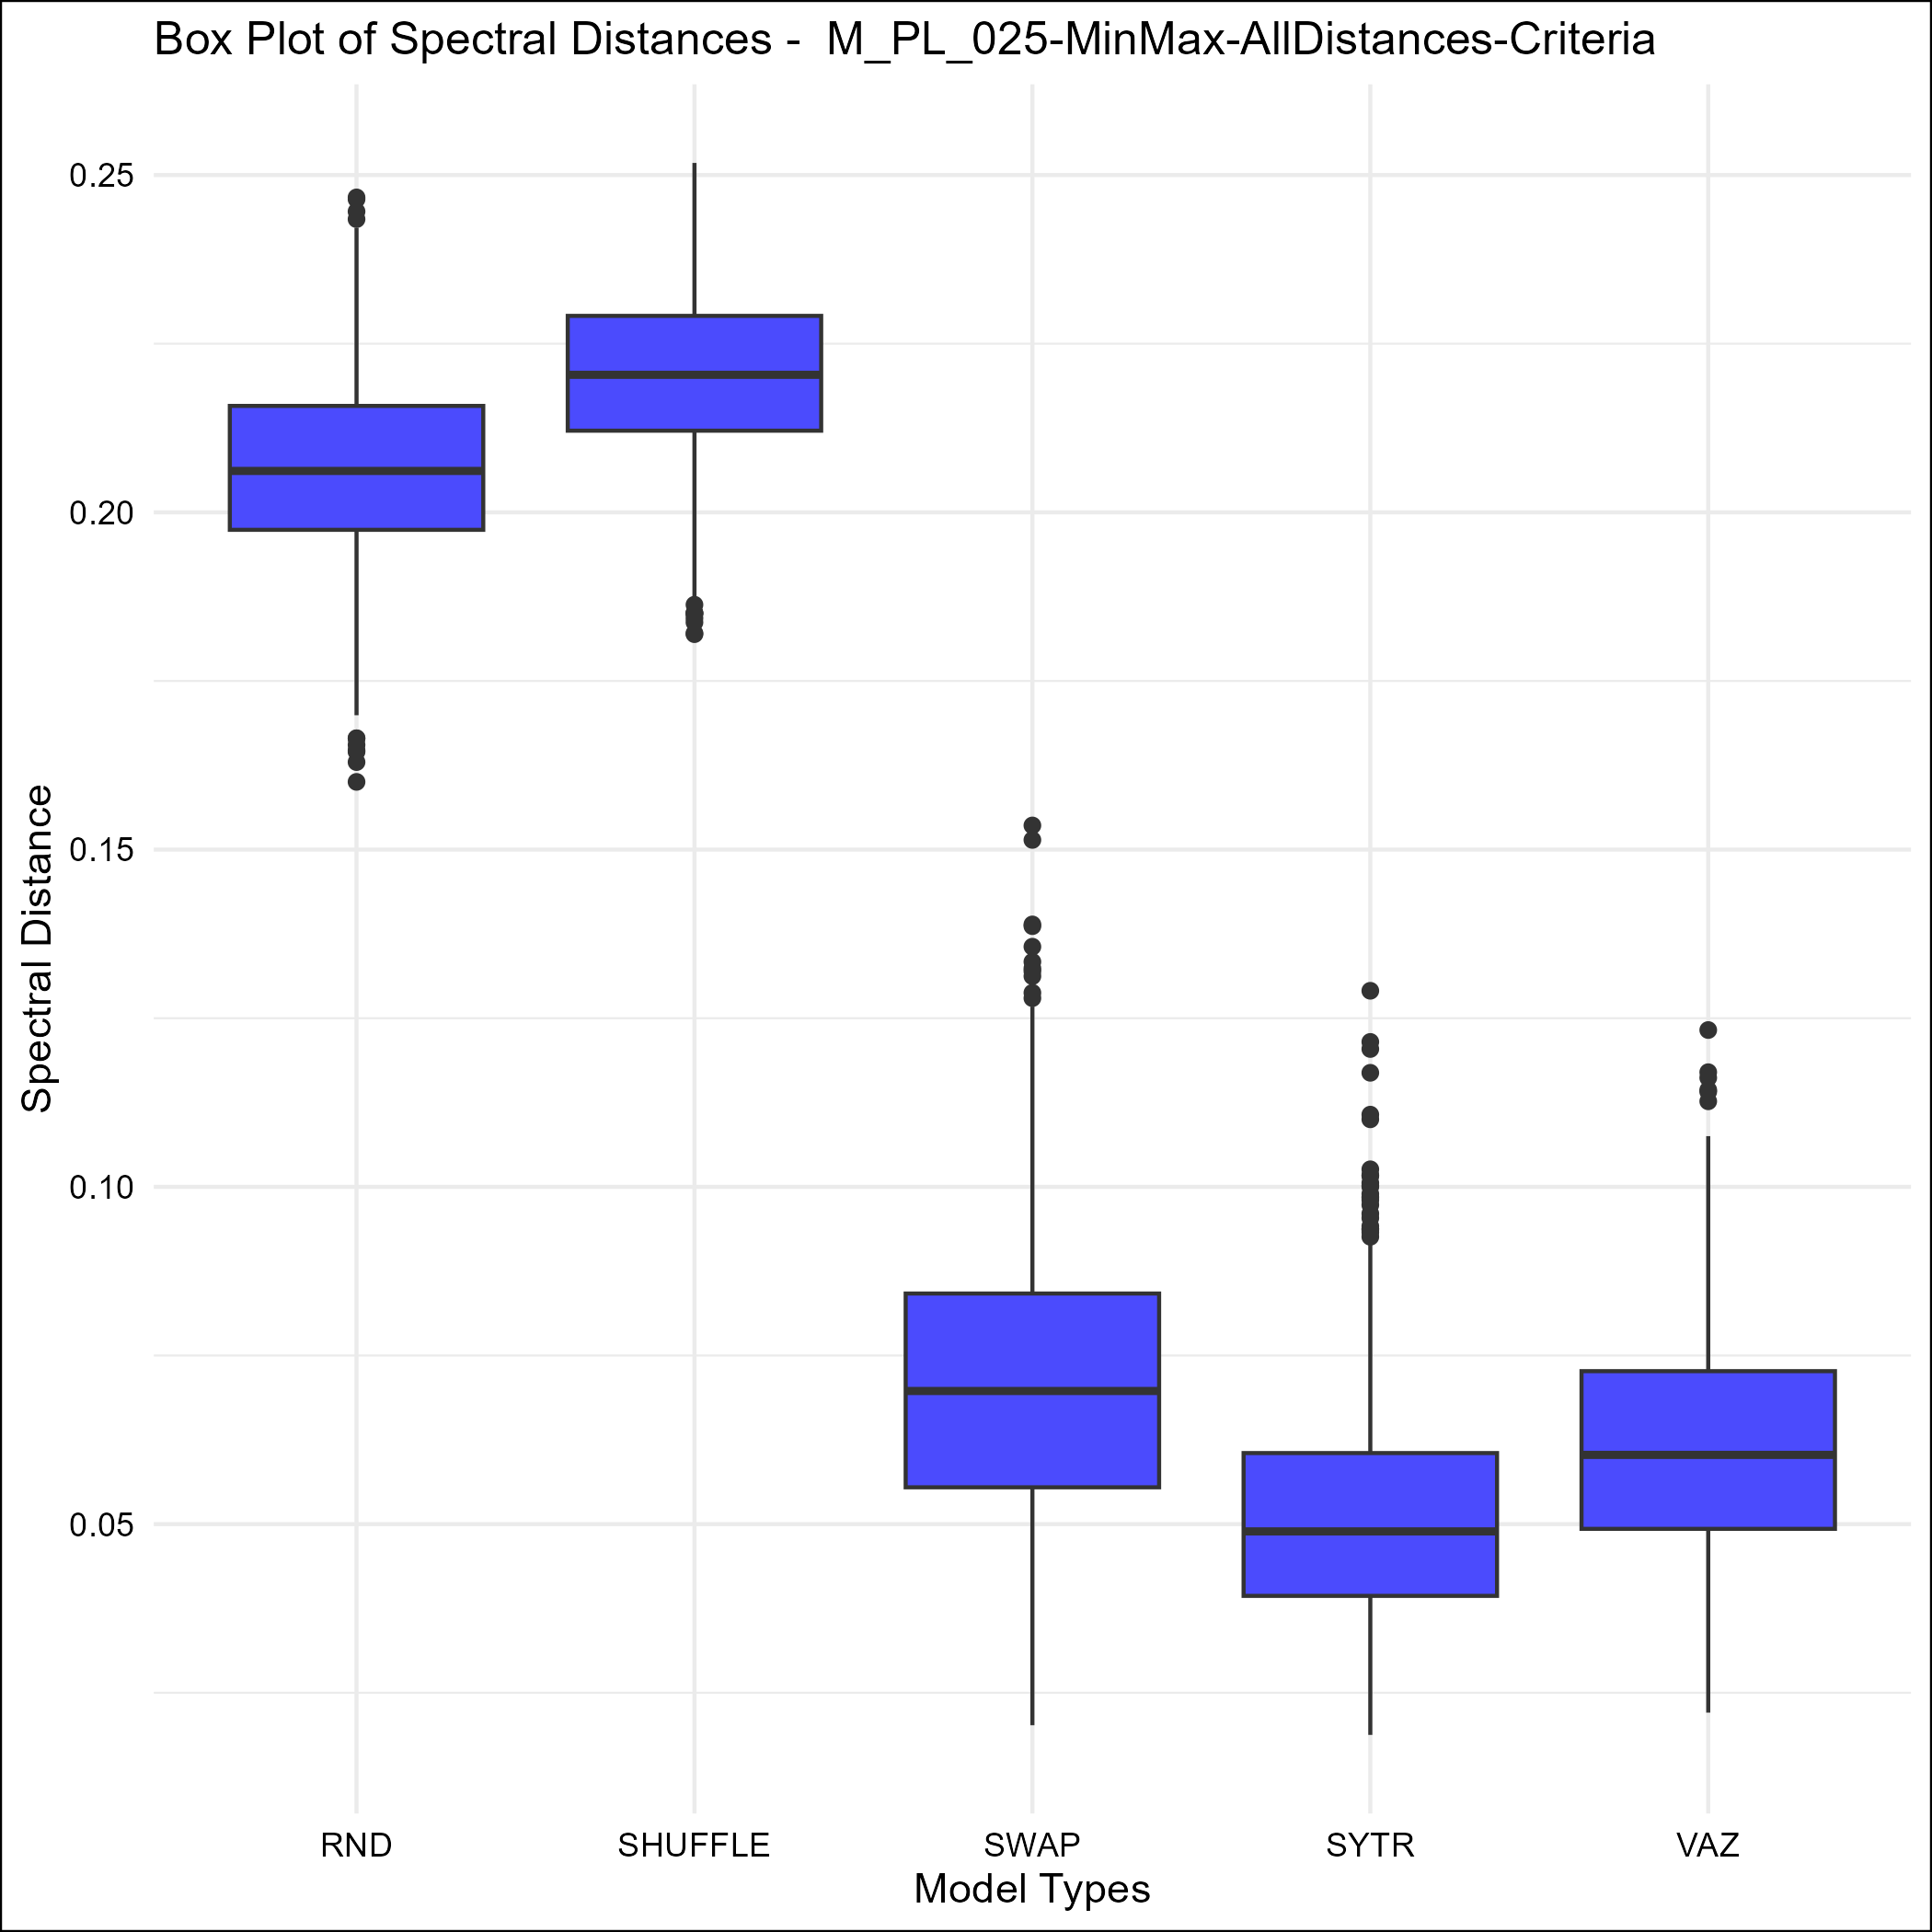 Box Plot of Spectral Distances -  M_PL_025-MinMax-AllDistances-Criteria
Spectral Distance
0.25
0.20
0.15
0.10
0.05
RND SHUFFLE SWAP SYTR VAZ
Model Types